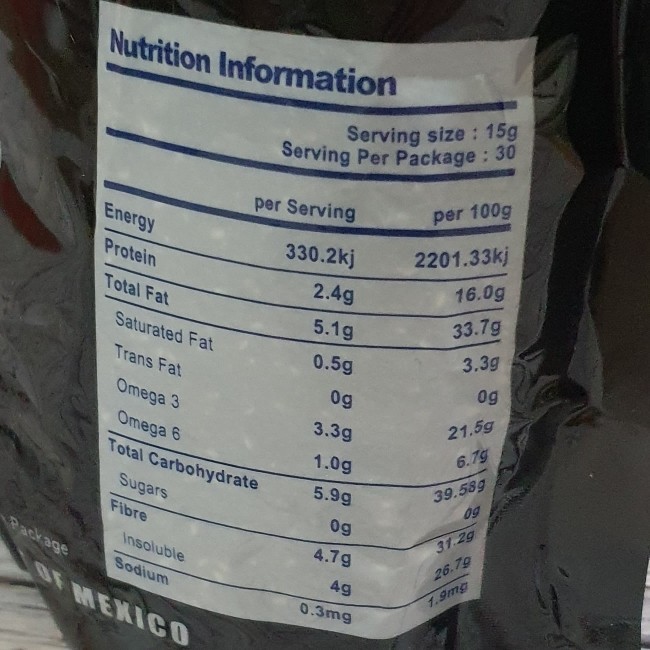 Nutrition Information
Serving size : 15g
Serving Per Package : 30
per Serving per 100g
Energy 330.2kj 2201.33kj
Protein 2.4g 16.0g
Total Fat 5.1g 33.7g
Saturated Fat 0.5g 3.3g
Trans Fat 0g 0g
Omega 3 3.3g 21.5g
Omega 6 1.0g 6.7g
Total Carbohydrate 5.9g 39.58g
Sugars 0g 0g
Fibre 4.7g 31.2g
Insoluble 4g 26.7g
Sodium 0.3mg 1.9mg
Package
OF MEXICO